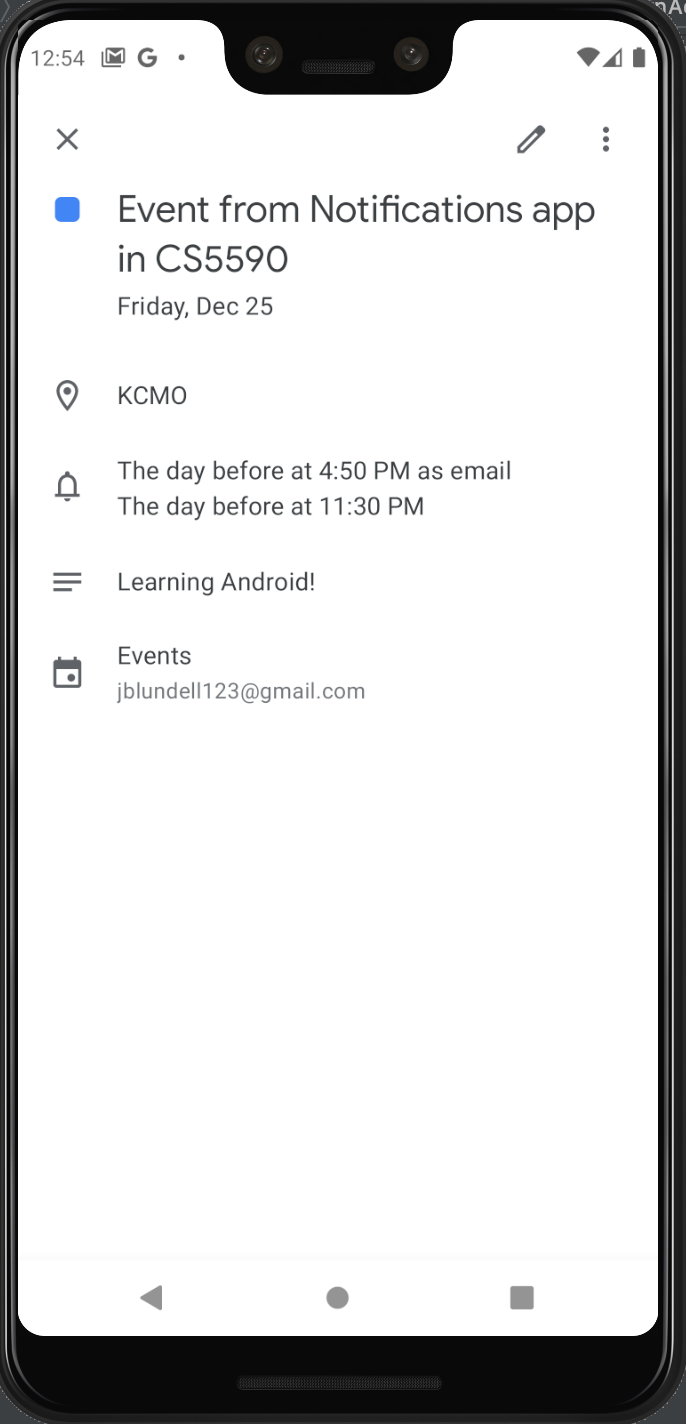 12:54
Event from Notifications app
in CS5590
Friday, Dec 25
KCMO
The day before at 4:50 PM as email
The day before at 11:30 PM
Learning Android!
Events
jblundell123@gmail.com